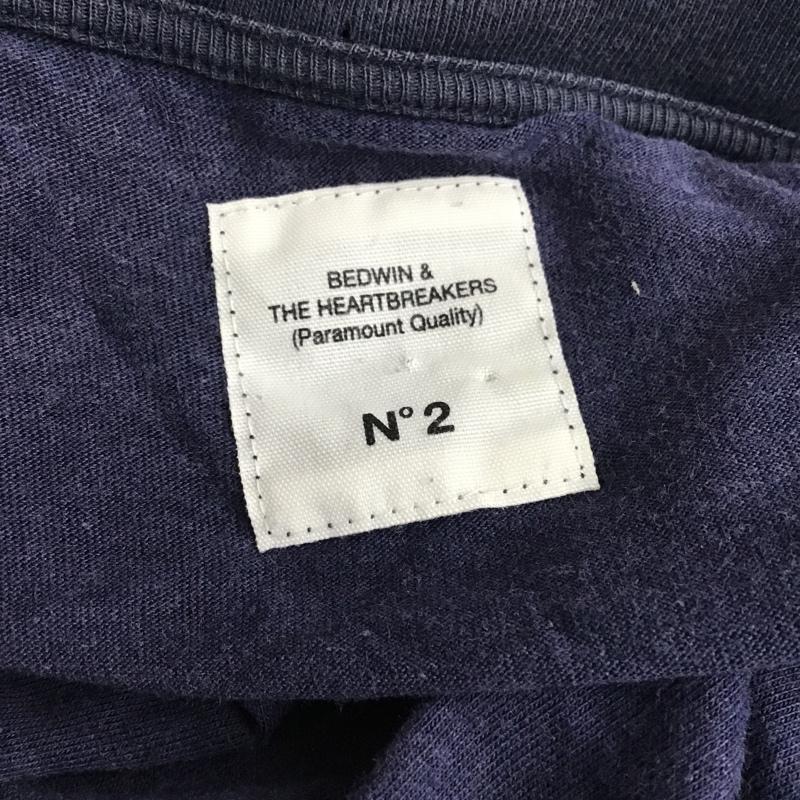 BEDWIN &
THE HEARTBREAKERS
(Paramount Quality)
N° 2